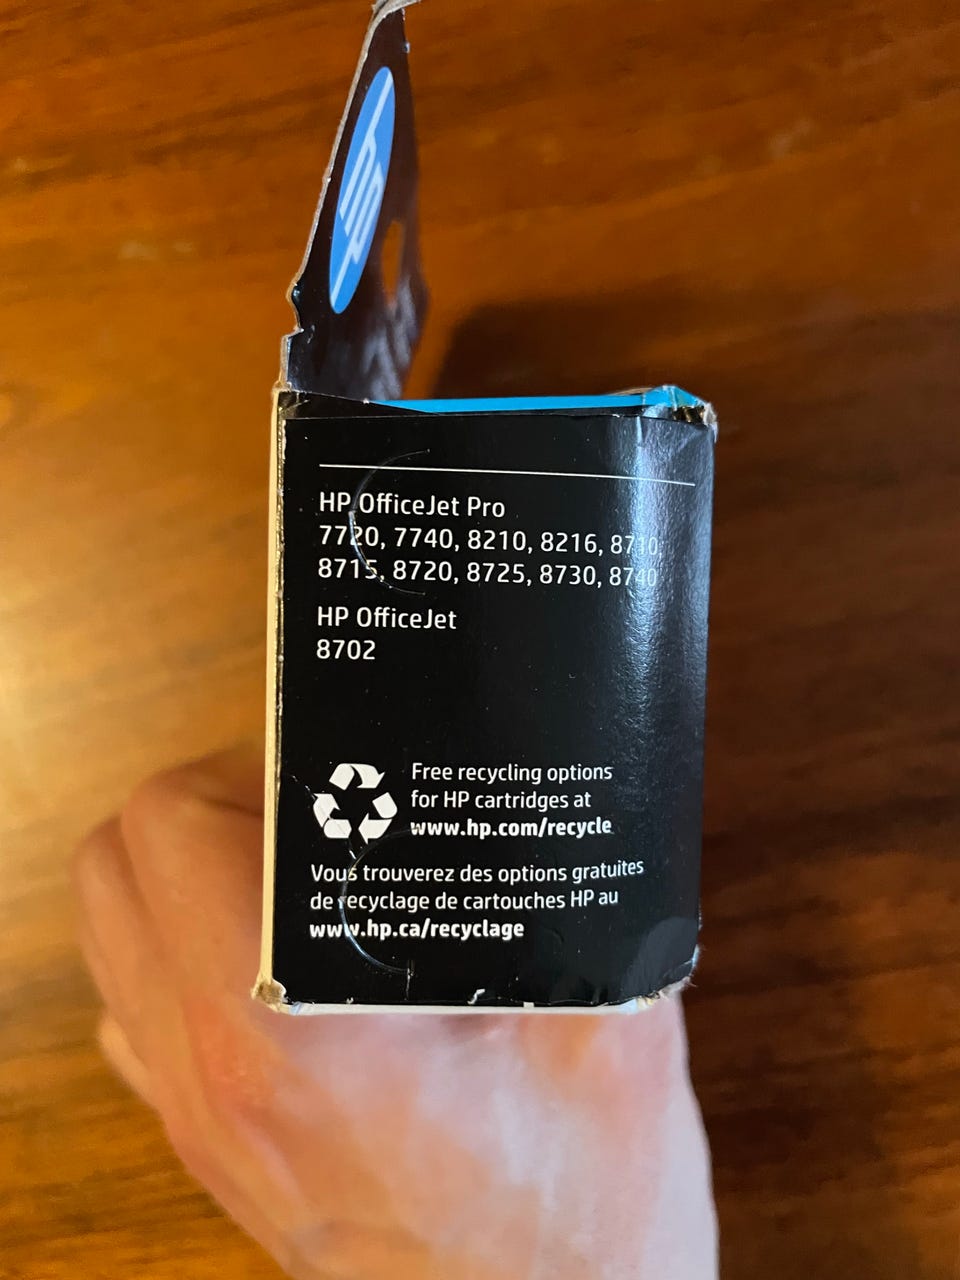 hp
HP OfficeJet Pro
7720, 7740, 8210, 8216, 8710,
8715, 8720, 8725, 8730, 8740
HP OfficeJet
8702
Free recycling options
for HP cartridges at
www.hp.com/recycle
Vous trouverez des options gratuites
de recyclage de cartouches HP au
www.hp.ca/recyclage